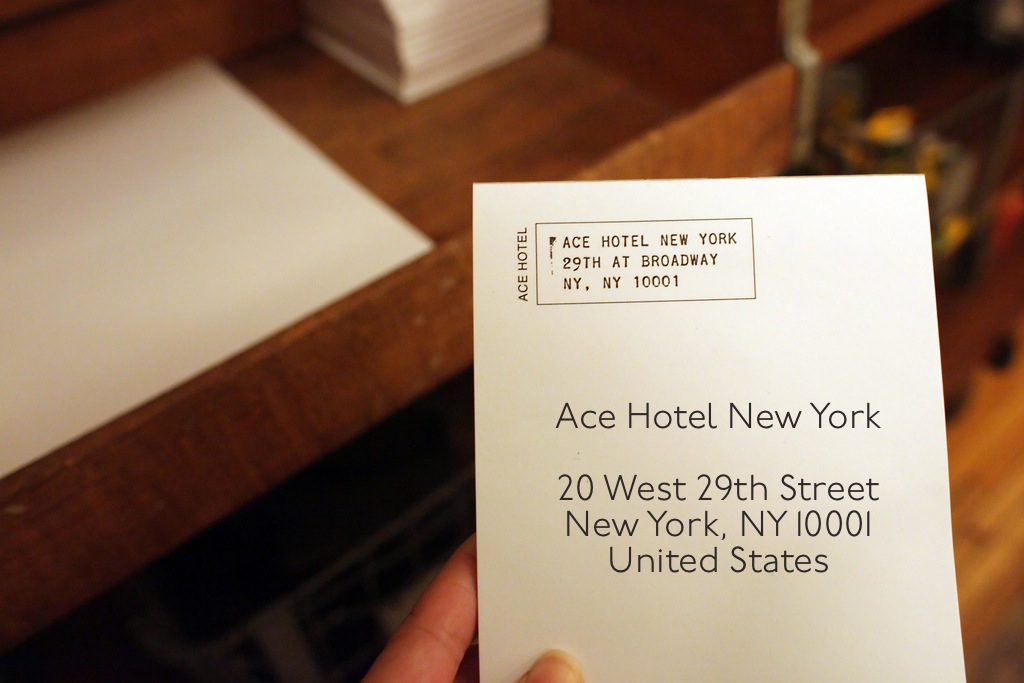 ACE HOTEL
ACE HOTEL NEW YORK
29TH AT BROADWAY
NY, NY 10001
Ace Hotel New York
20 West 29th Street
New York, NY 10001
United States